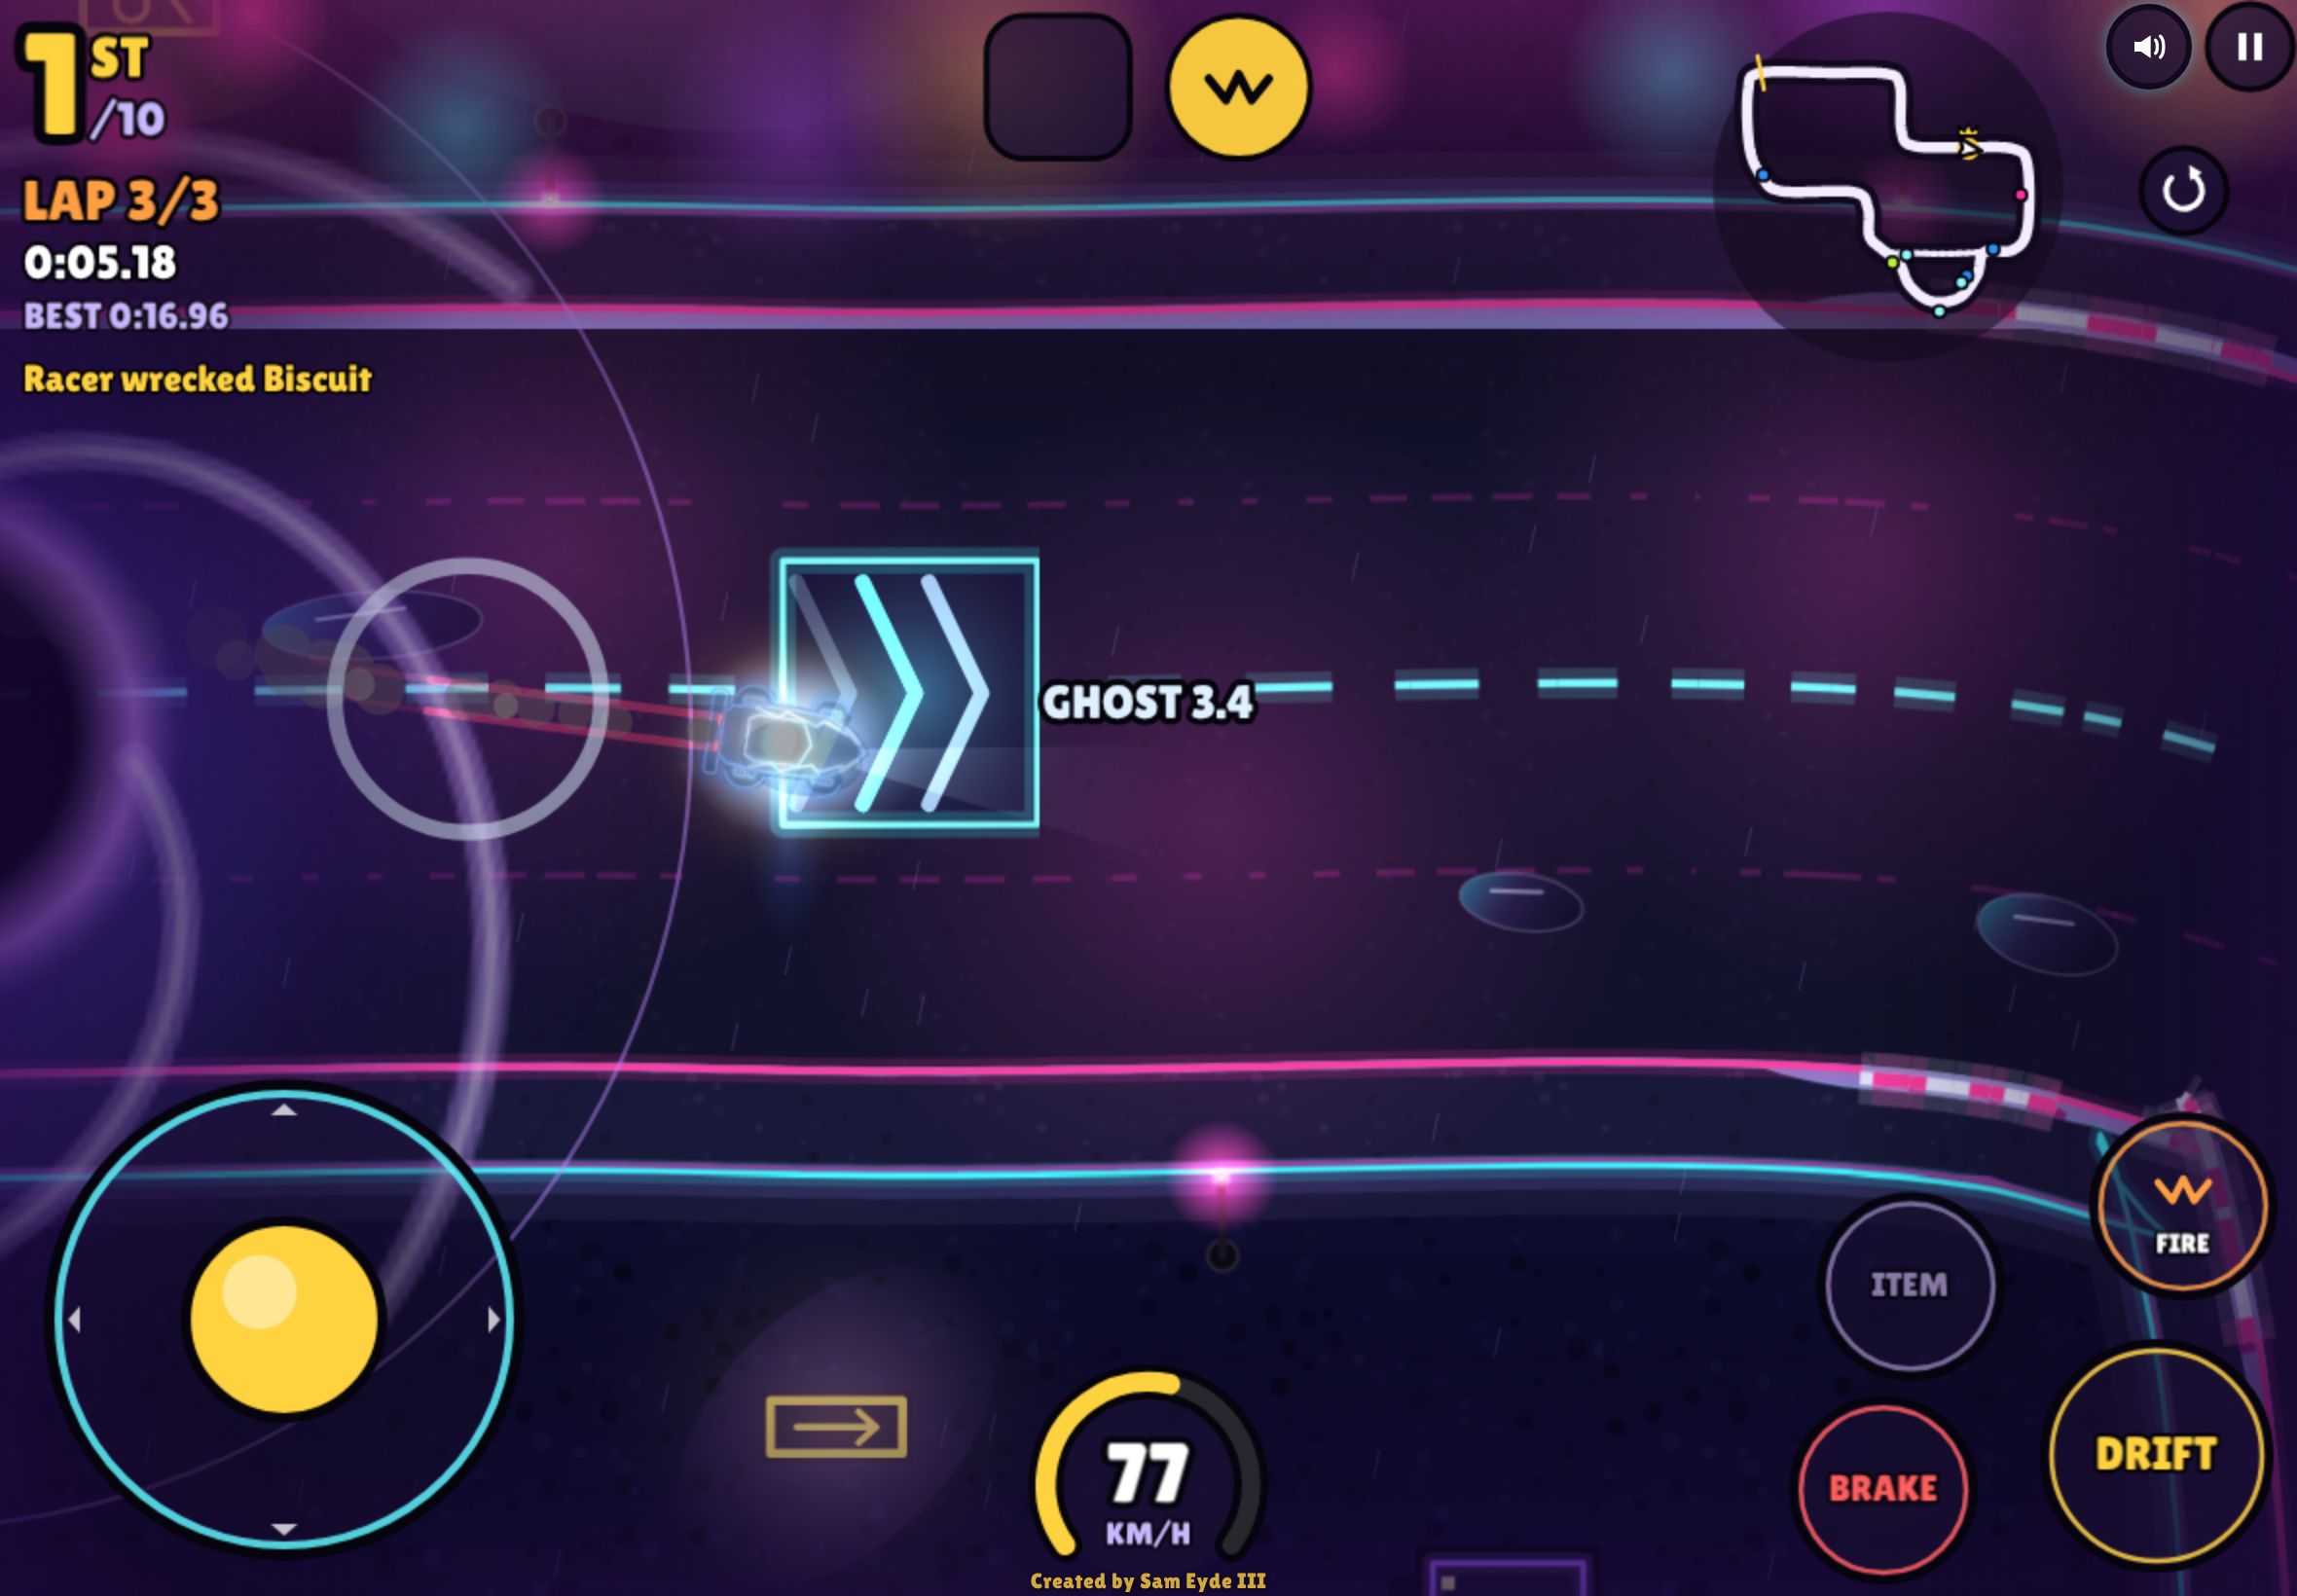 1ST
/10
LAP 3/3
0:05.18
BEST 0:16.96
Racer wrecked Biscuit
GHOST 3.4
FIRE
ITEM
BRAKE
DRIFT
77
KM/H
Created by Sam Eyde III